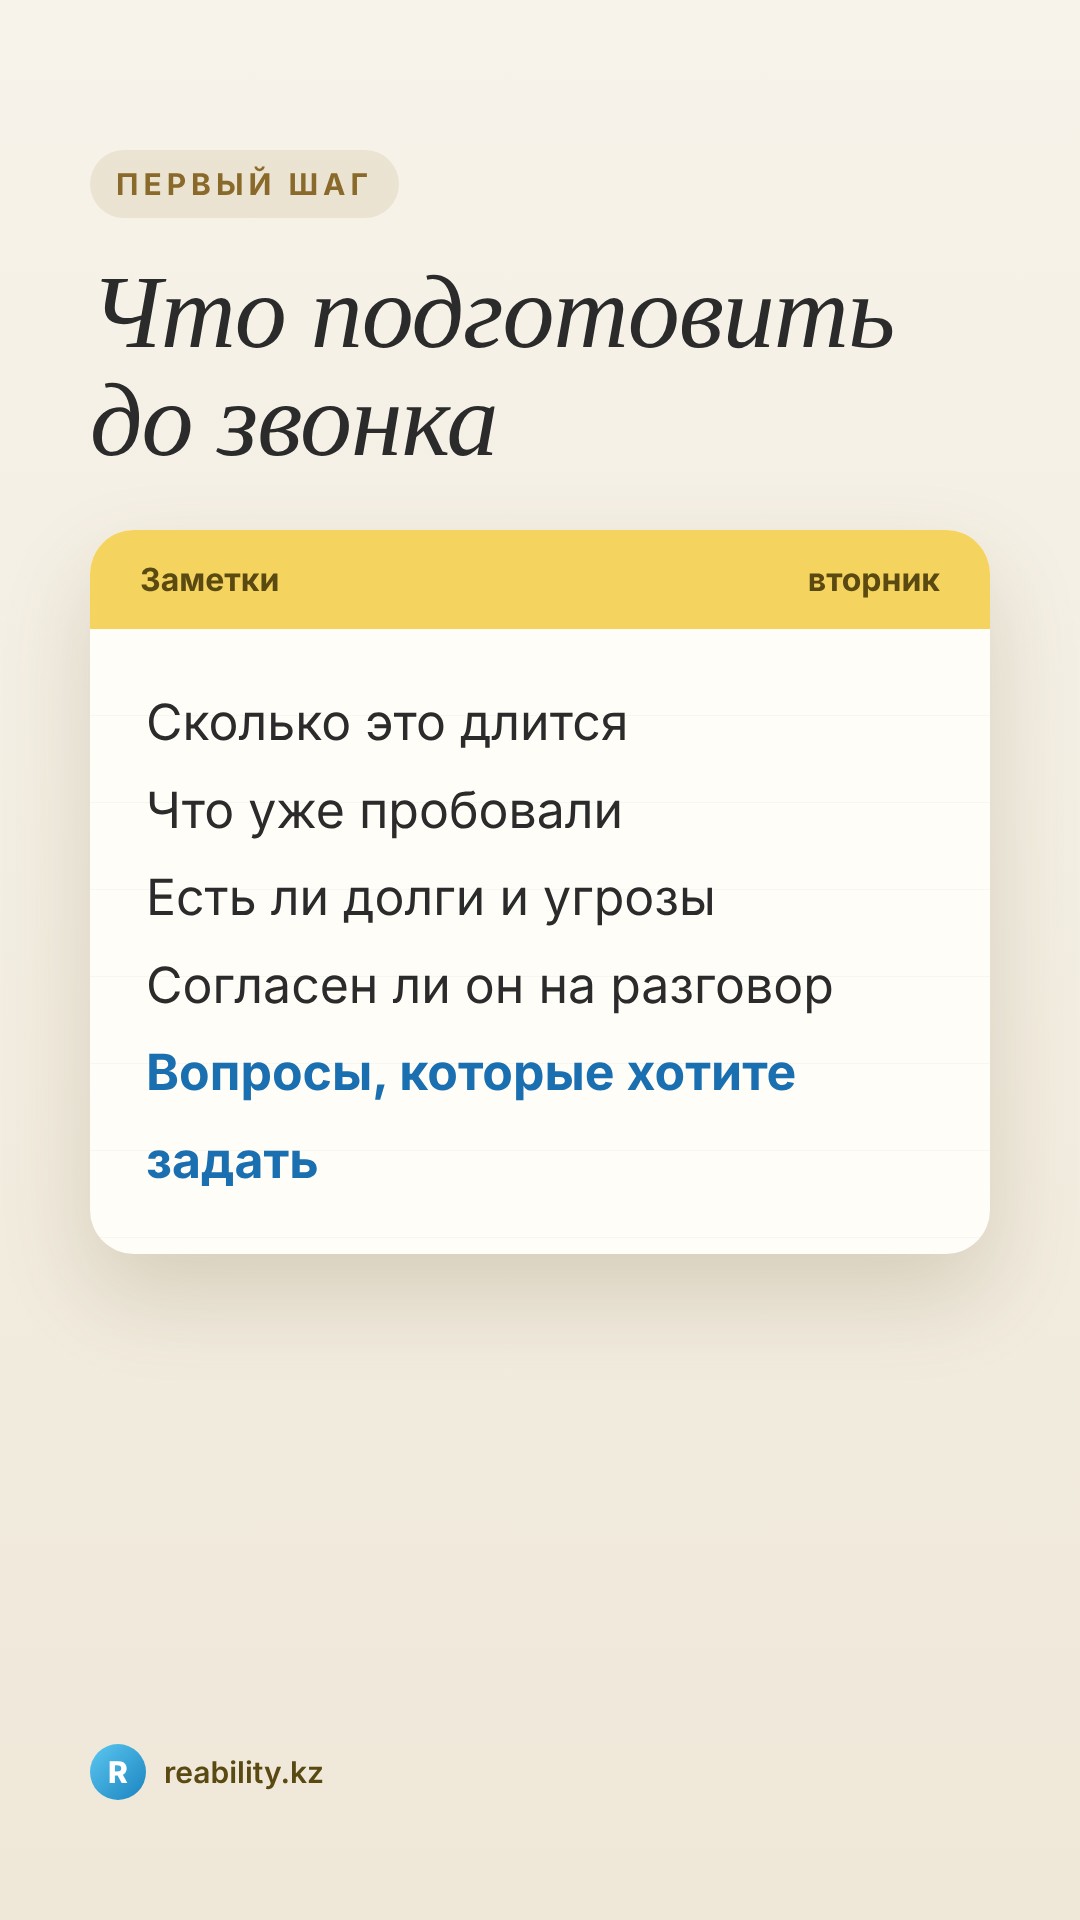 ПЕРВЫЙ ШАГ
Что подготовить
до звонка
Заметки
вторник
Сколько это длится
Что уже пробовали
Есть ли долги и угрозы
Согласен ли он на разговор
Вопросы, которые хотите
задать
R reability.kz